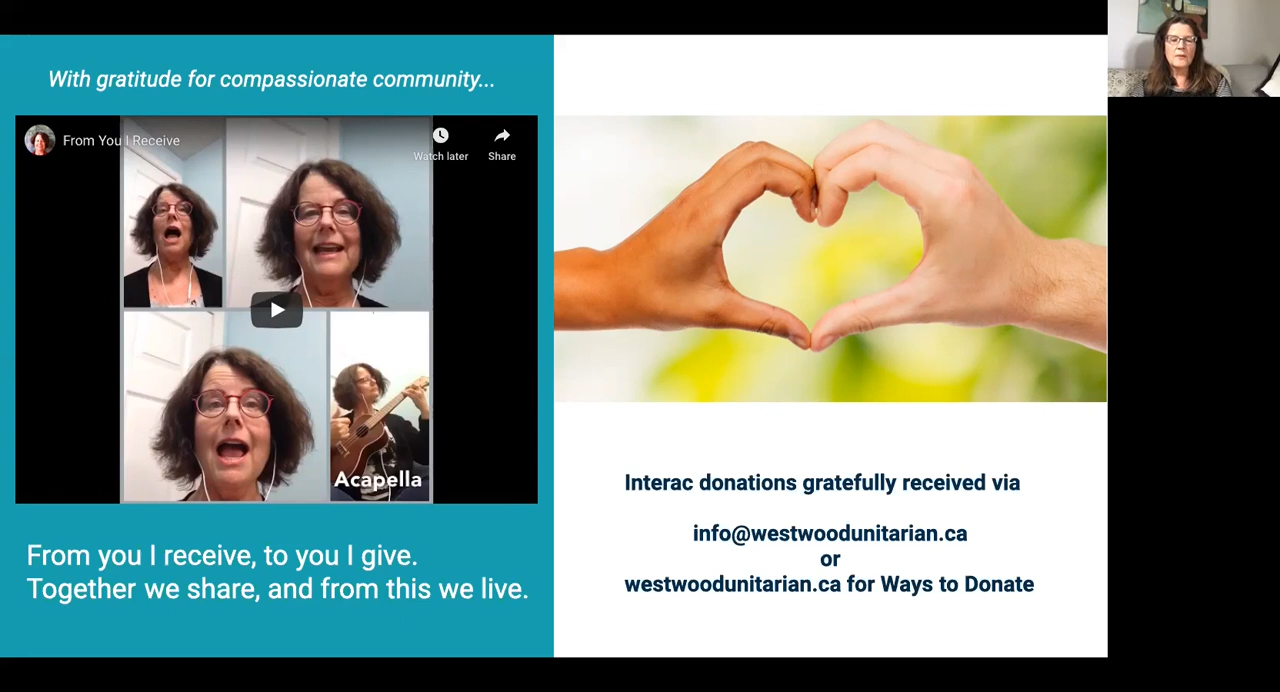 With gratitude for compassionate community...
From You I Receive
Watch later
Share
Acapella
From you I receive, to you I give.
Together we share, and from this we live.
Interac donations gratefully received via
info@westwoodunitarian.ca
or
westwoodunitarian.ca for Ways to Donate